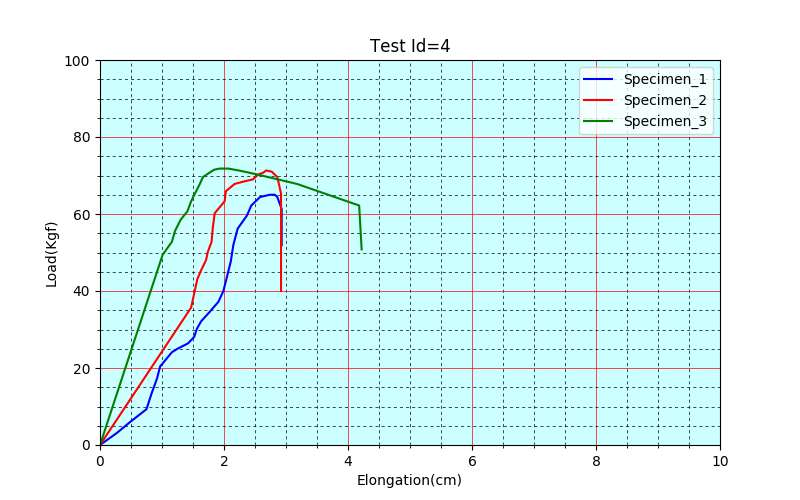 Test Id=4
Specimen_1
Specimen_2
Specimen_3
100
80
60
40
20
0
Load(Kgf)
0 2 4 6 8 10
Elongation(cm)